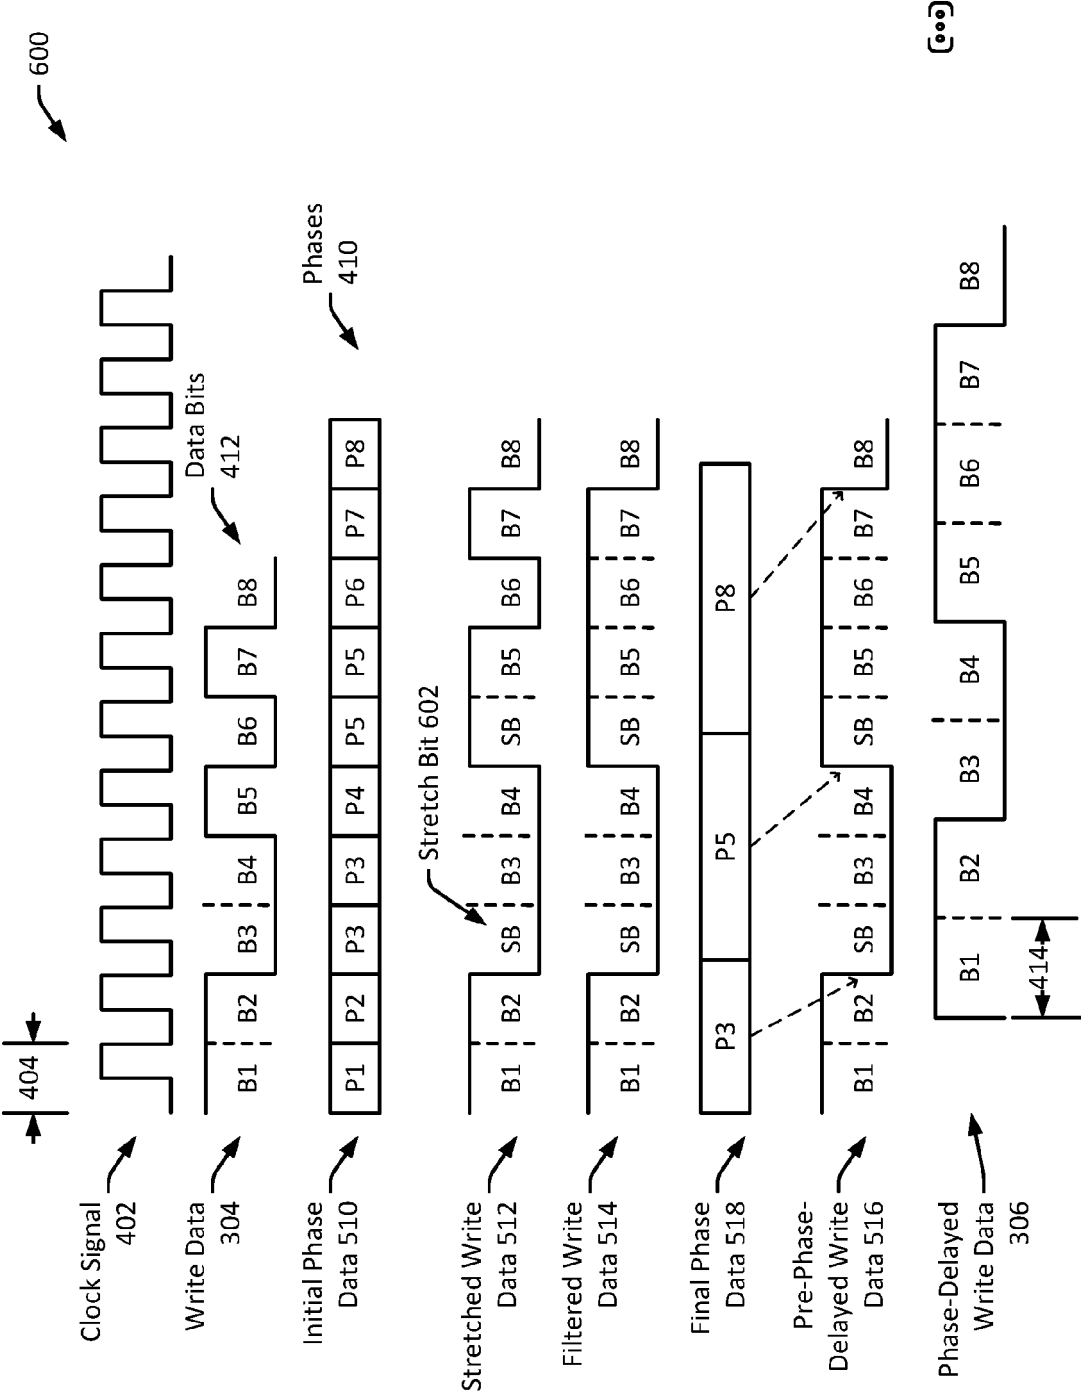 600
404
Clock Signal
402
Write Data
304
B1 B2 B3 B4 B5 B6 B7 B8
Data Bits
412
Initial Phase
Data 510
P1 P2 P3 P3 P4 P5 P5 P6 P7 P8
Phases
410
Stretched Write
Data 512
B1 B2 SB B3 B4 SB B5 B6 B7 B8
Stretch Bit 602
Filtered Write
Data 514
B1 B2 SB B3 B4 SB B5 B6 B7 B8
Final Phase
Data 518
P3 P5 P8
Pre-Phase-
Delayed Write
Data 516
B1 B2 SB B3 B4 SB B5 B6 B7 B8
Phase-Delayed
Write Data
306
B1 B2 B3 B4 B5 B6 B7 B8
414